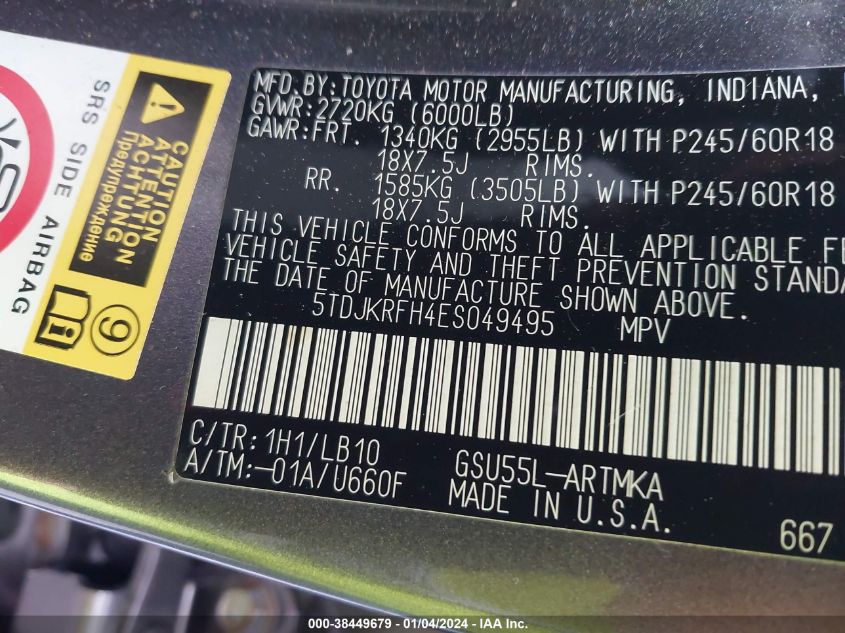 SRS SIDE AIRBAG
CAUTION
ATTENTION
ACHTUNG
Предупреждение
9
MFD. BY: TOYOTA MOTOR MANUFACTURING, INDIANA,
GVWR: 2720KG (6000LB)
GAWR: FRT. 1340KG (2955LB) WITH P245/60R18
18X7.5J RIMS.
RR. 1585KG (3505LB) WITH P245/60R18
18X7.5J RIMS.
THIS VEHICLE CONFORMS TO ALL APPLICABLE FE
VEHICLE SAFETY AND THEFT PREVENTION STANDA
THE DATE OF MANUFACTURE SHOWN ABOVE.
5TDJKRFH4ES049495 MPV
C/TR: 1H1/LB10
A/TM:-01A/U660F
GSU55L-ARTMKA
MADE IN U.S.A.
667
000-38449679 - 01/04/2024 - IAA Inc.